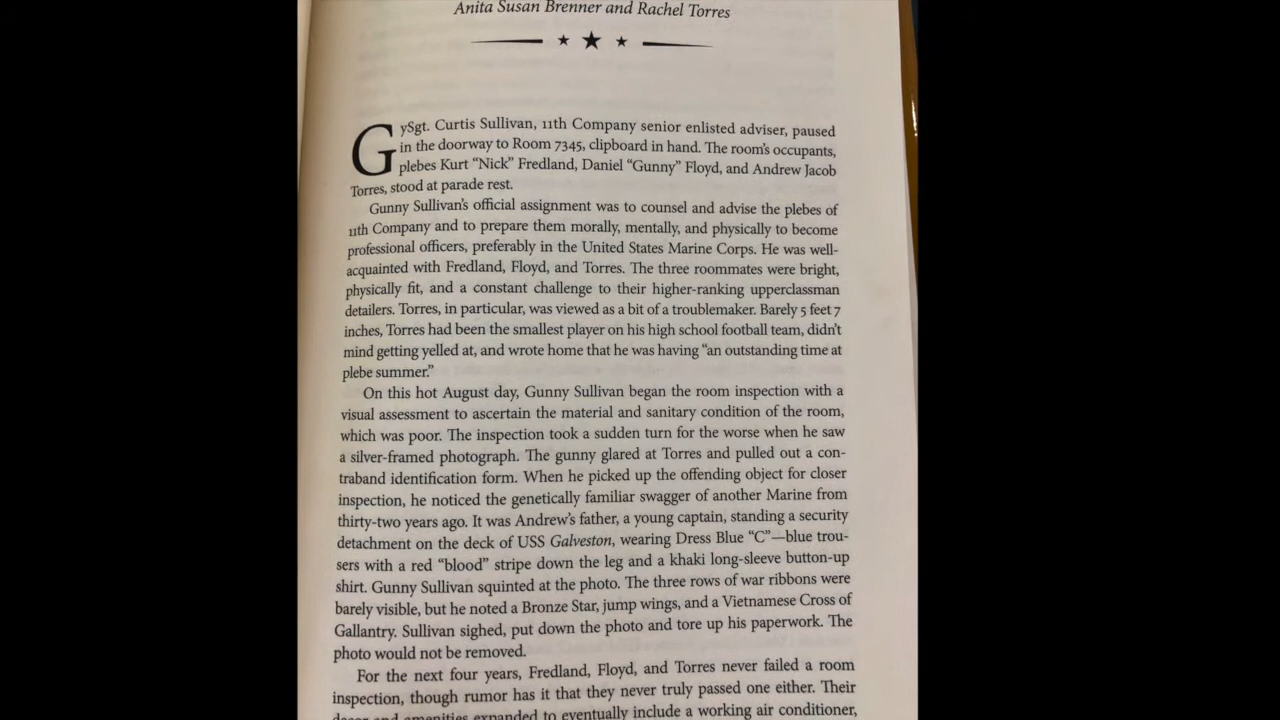 Anita Susan Brenner and Rachel Torres
GySgt. Curtis Sullivan, 11th Company senior enlisted adviser, paused
in the doorway to Room 7345, clipboard in hand. The room's occupants,
plebes Kurt “Nick” Fredland, Daniel “Gunny” Floyd, and Andrew Jacob
Torres, stood at parade rest.
Gunny Sullivan's official assignment was to counsel and advise the plebes of
11th Company and to prepare them morally, mentally, and physically to become
professional officers, preferably in the United States Marine Corps. He was well-
acquainted with Fredland, Floyd, and Torres. The three roommates were bright,
physically fit, and a constant challenge to their higher-ranking upperclassman
detailers. Torres, in particular, was viewed as a bit of a troublemaker. Barely 5 feet 7
inches, Torres had been the smallest player on his high school football team, didn't
mind getting yelled at, and wrote home that he was having “an outstanding time at
plebe summer.”
On this hot August day, Gunny Sullivan began the room inspection with a
visual assessment to ascertain the material and sanitary condition of the room,
which was poor. The inspection took a sudden turn for the worse when he saw
a silver-framed photograph. The gunny glared at Torres and pulled out a con-
traband identification form. When he picked up the offending object for closer
inspection, he noticed the genetically familiar swagger of another Marine from
thirty-two years ago. It was Andrew's father, a young captain, standing a security
detachment on the deck of USS Galveston, wearing Dress Blue “C”—blue trou-
sers with a red “blood” stripe down the leg and a khaki long-sleeve button-up
shirt. Gunny Sullivan squinted at the photo. The three rows of war ribbons were
barely visible, but he noted a Bronze Star, jump wings, and a Vietnamese Cross of
Gallantry. Sullivan sighed, put down the photo and tore up his paperwork. The
photo would not be removed.
For the next four years, Fredland, Floyd, and Torres never failed a room
inspection, though rumor has it that they never truly passed one either. Their
decor and amenities expanded to eventually include a working air conditioner,